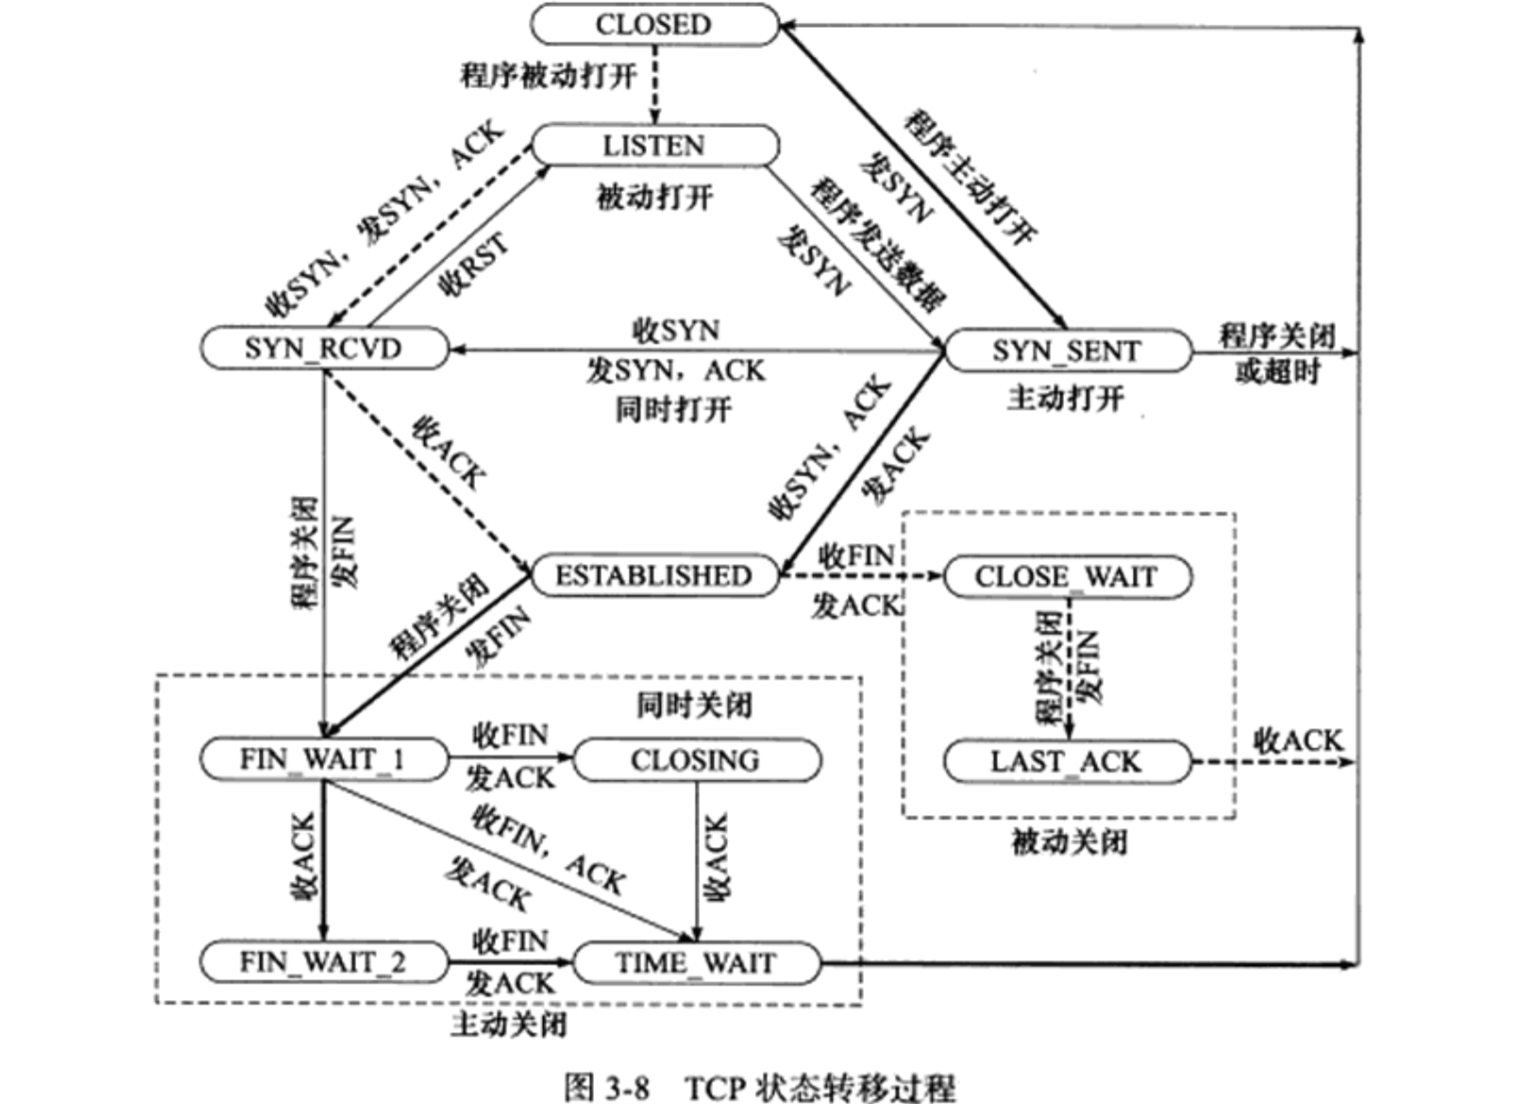 CLOSED
程序被动打开
LISTEN
被动打开
收SYN，发SYN，ACK
收RST
程序主动打开
发SYN
程序发送数据
发SYN
SYN_RCVD
收SYN
发SYN，ACK
同时打开
SYN_SENT
主动打开
程序关闭
或超时
收ACK
收SYN，ACK
发ACK
程序关闭
发FIN
ESTABLISHED
收FIN
发ACK
CLOSE_WAIT
程序关闭
发FIN
程序关闭
发FIN
LAST_ACK
收ACK
被动关闭
同时关闭
FIN_WAIT_1
收FIN
发ACK
CLOSING
收ACK
收FIN，ACK
发ACK
收ACK
FIN_WAIT_2
收FIN
发ACK
TIME_WAIT
主动关闭
图 3-8 TCP 状态转移过程